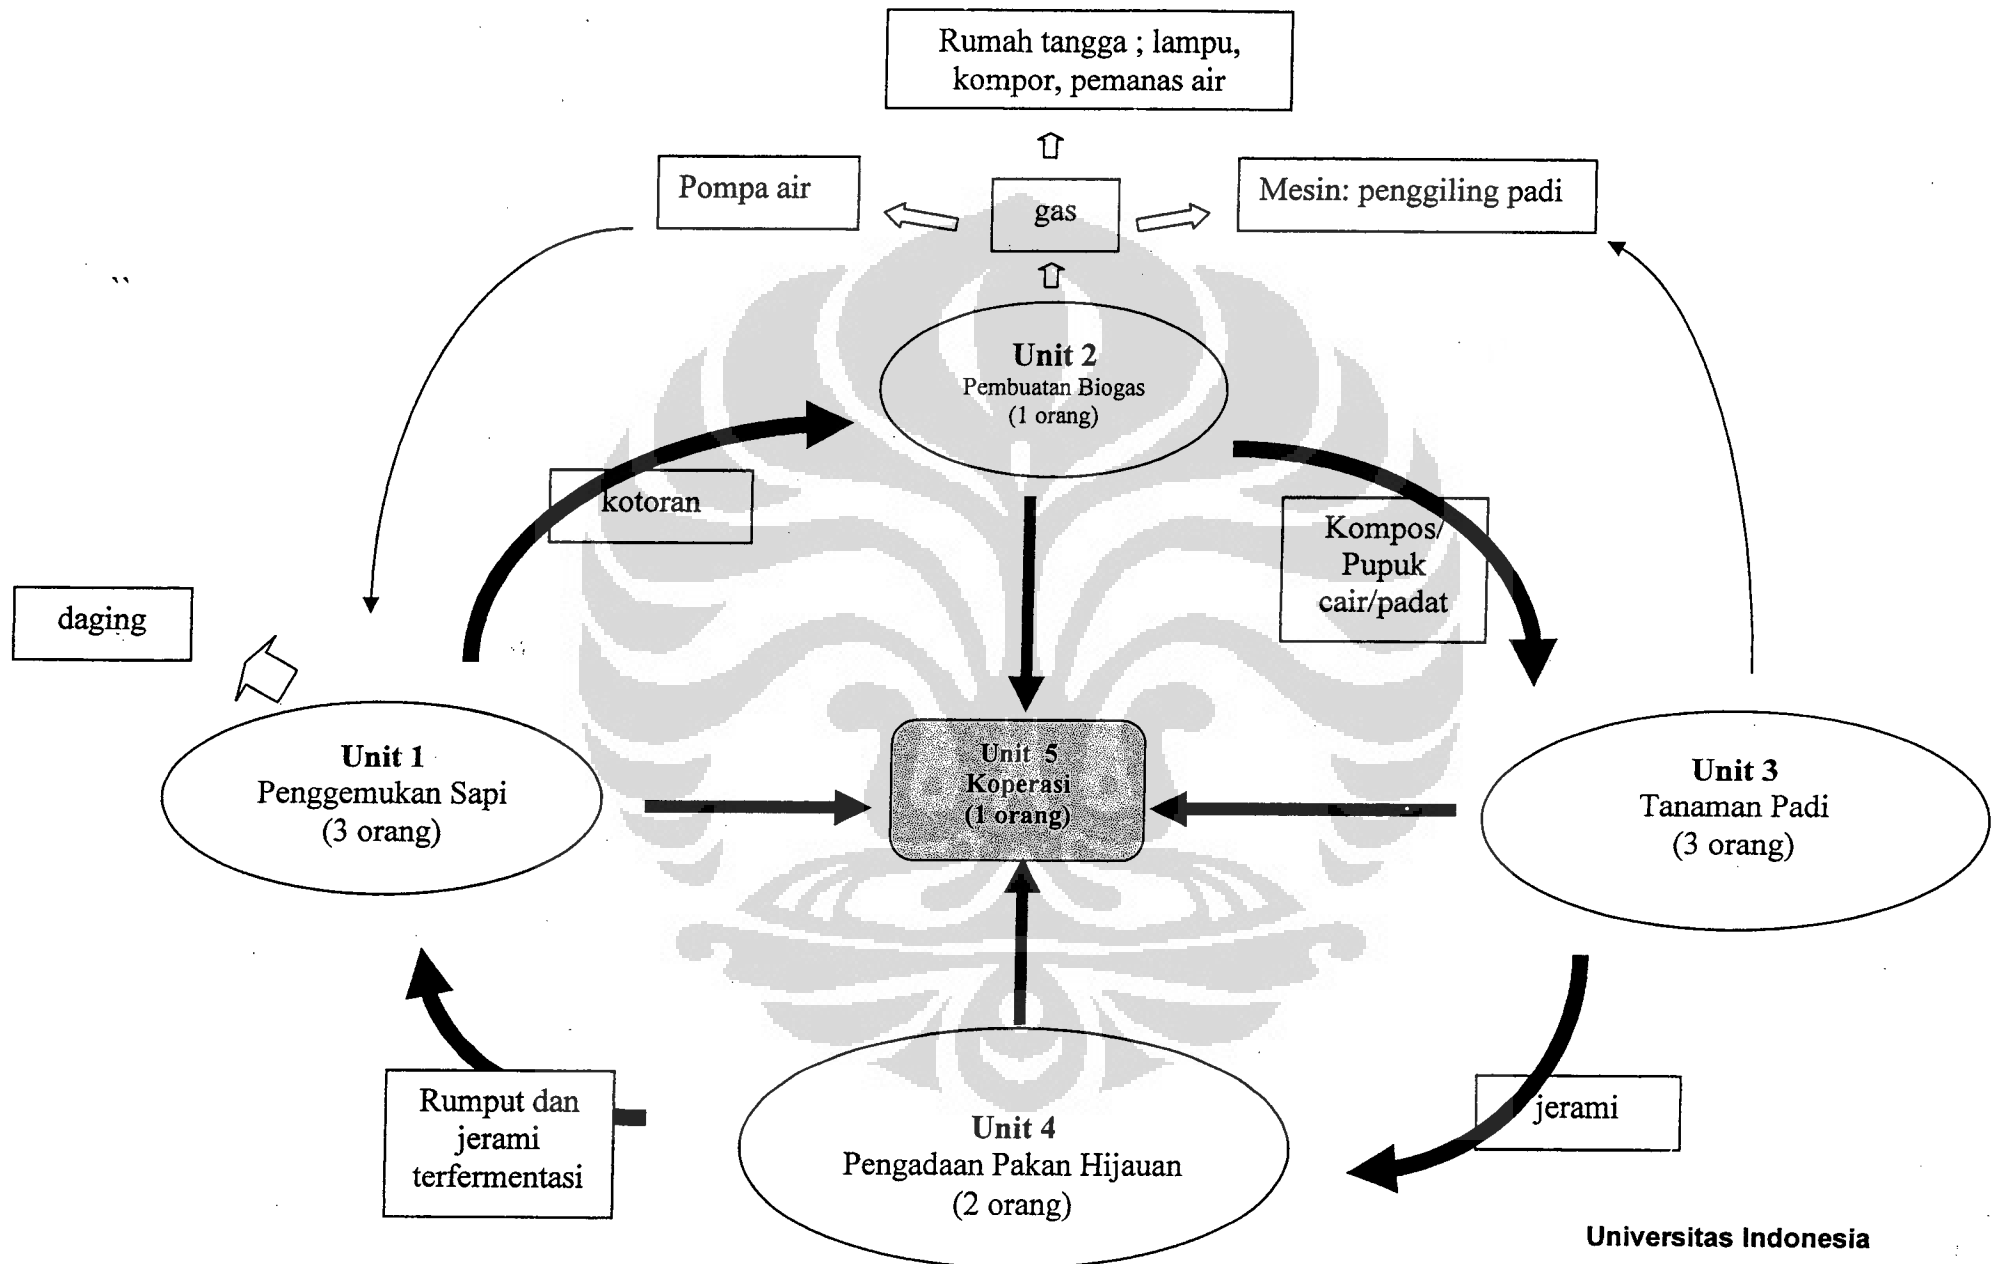 Rumah tangga ; lampu,
kompor, pemanas air
Pompa air
gas
Mesin: penggiling padi
Unit 2
Pembuatan Biogas
(1 orang)
kotoran
Kompos/
Pupuk
cair/padat
daging
Unit 1
Penggemukan Sapi
(3 orang)
Unit 5
Koperasi
(1 orang)
Unit 3
Tanaman Padi
(3 orang)
Rumput dan
jerami
terfermentasi
Unit 4
Pengadaan Pakan Hijauan
(2 orang)
jerami
Universitas Indonesia